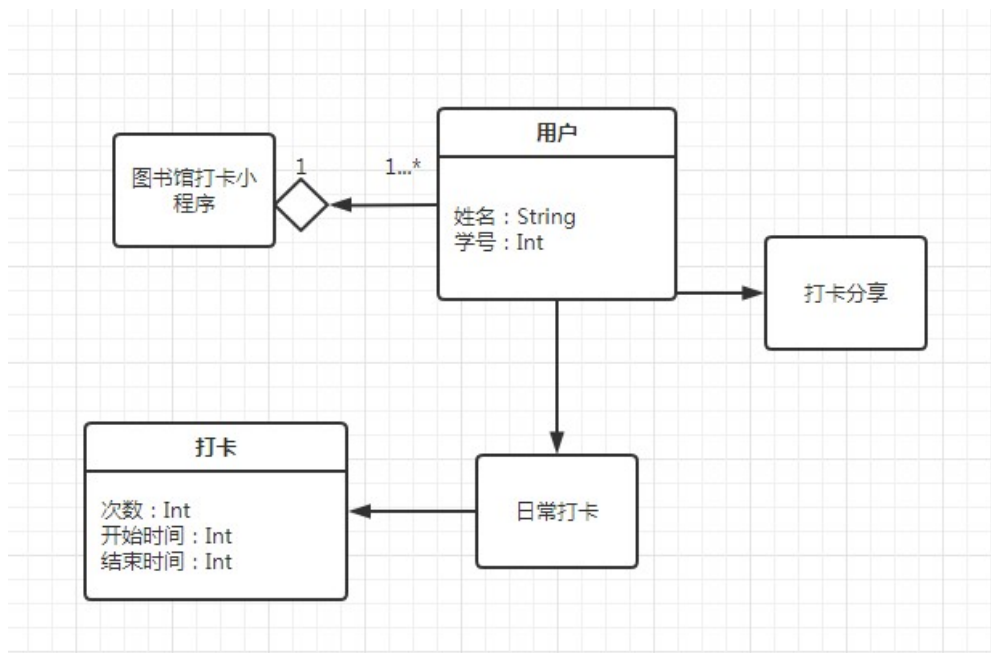 用户
图书馆打卡小
程序
1
1...*
姓名：String
学号：Int
打卡分享
打卡
次数：Int
开始时间：Int
结束时间：Int
日常打卡